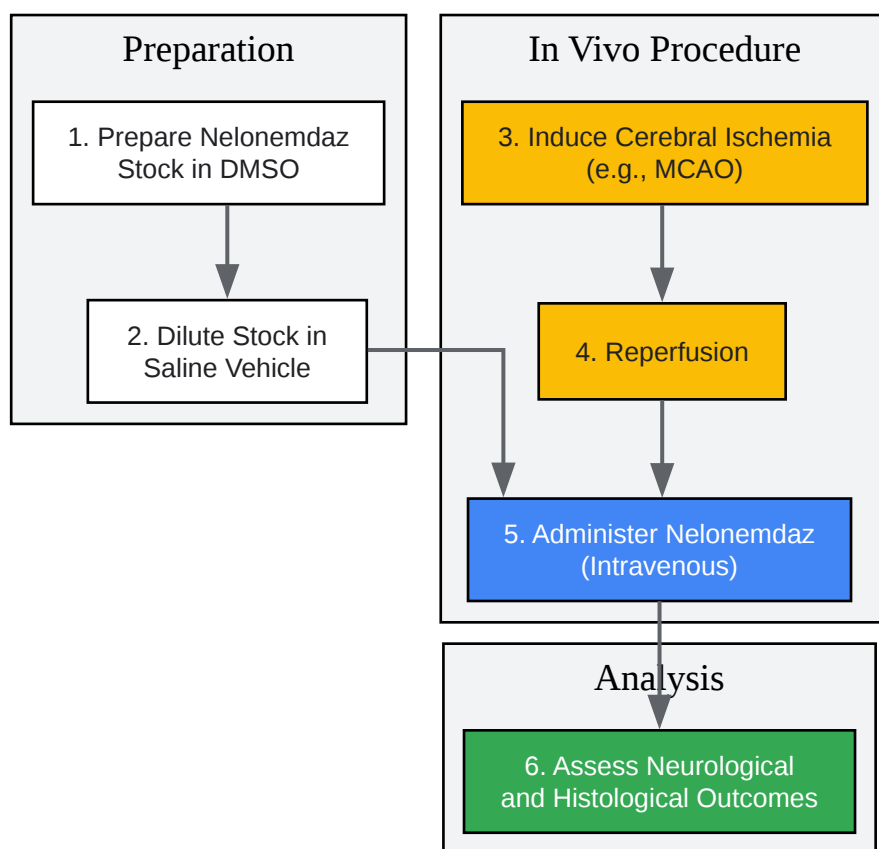 Preparation
1. Prepare Nelonemdaz
Stock in DMSO
2. Dilute Stock in
Saline Vehicle
In Vivo Procedure
3. Induce Cerebral Ischemia
(e.g., MCAO)
4. Reperfusion
5. Administer Nelonemdaz
(Intravenous)
Analysis
6. Assess Neurological
and Histological Outcomes